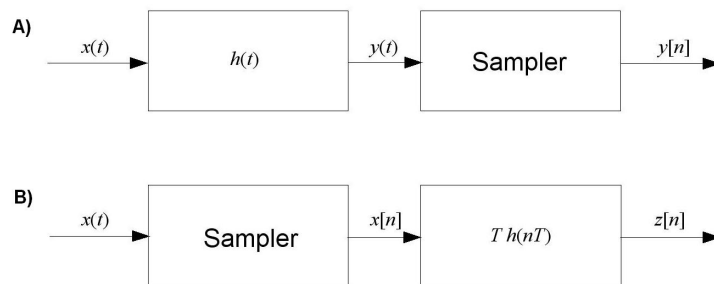 A)
x(t)
h(t)
y(t)
Sampler
y[n]
B)
x(t)
Sampler
x[n]
T h(nT)
z[n]